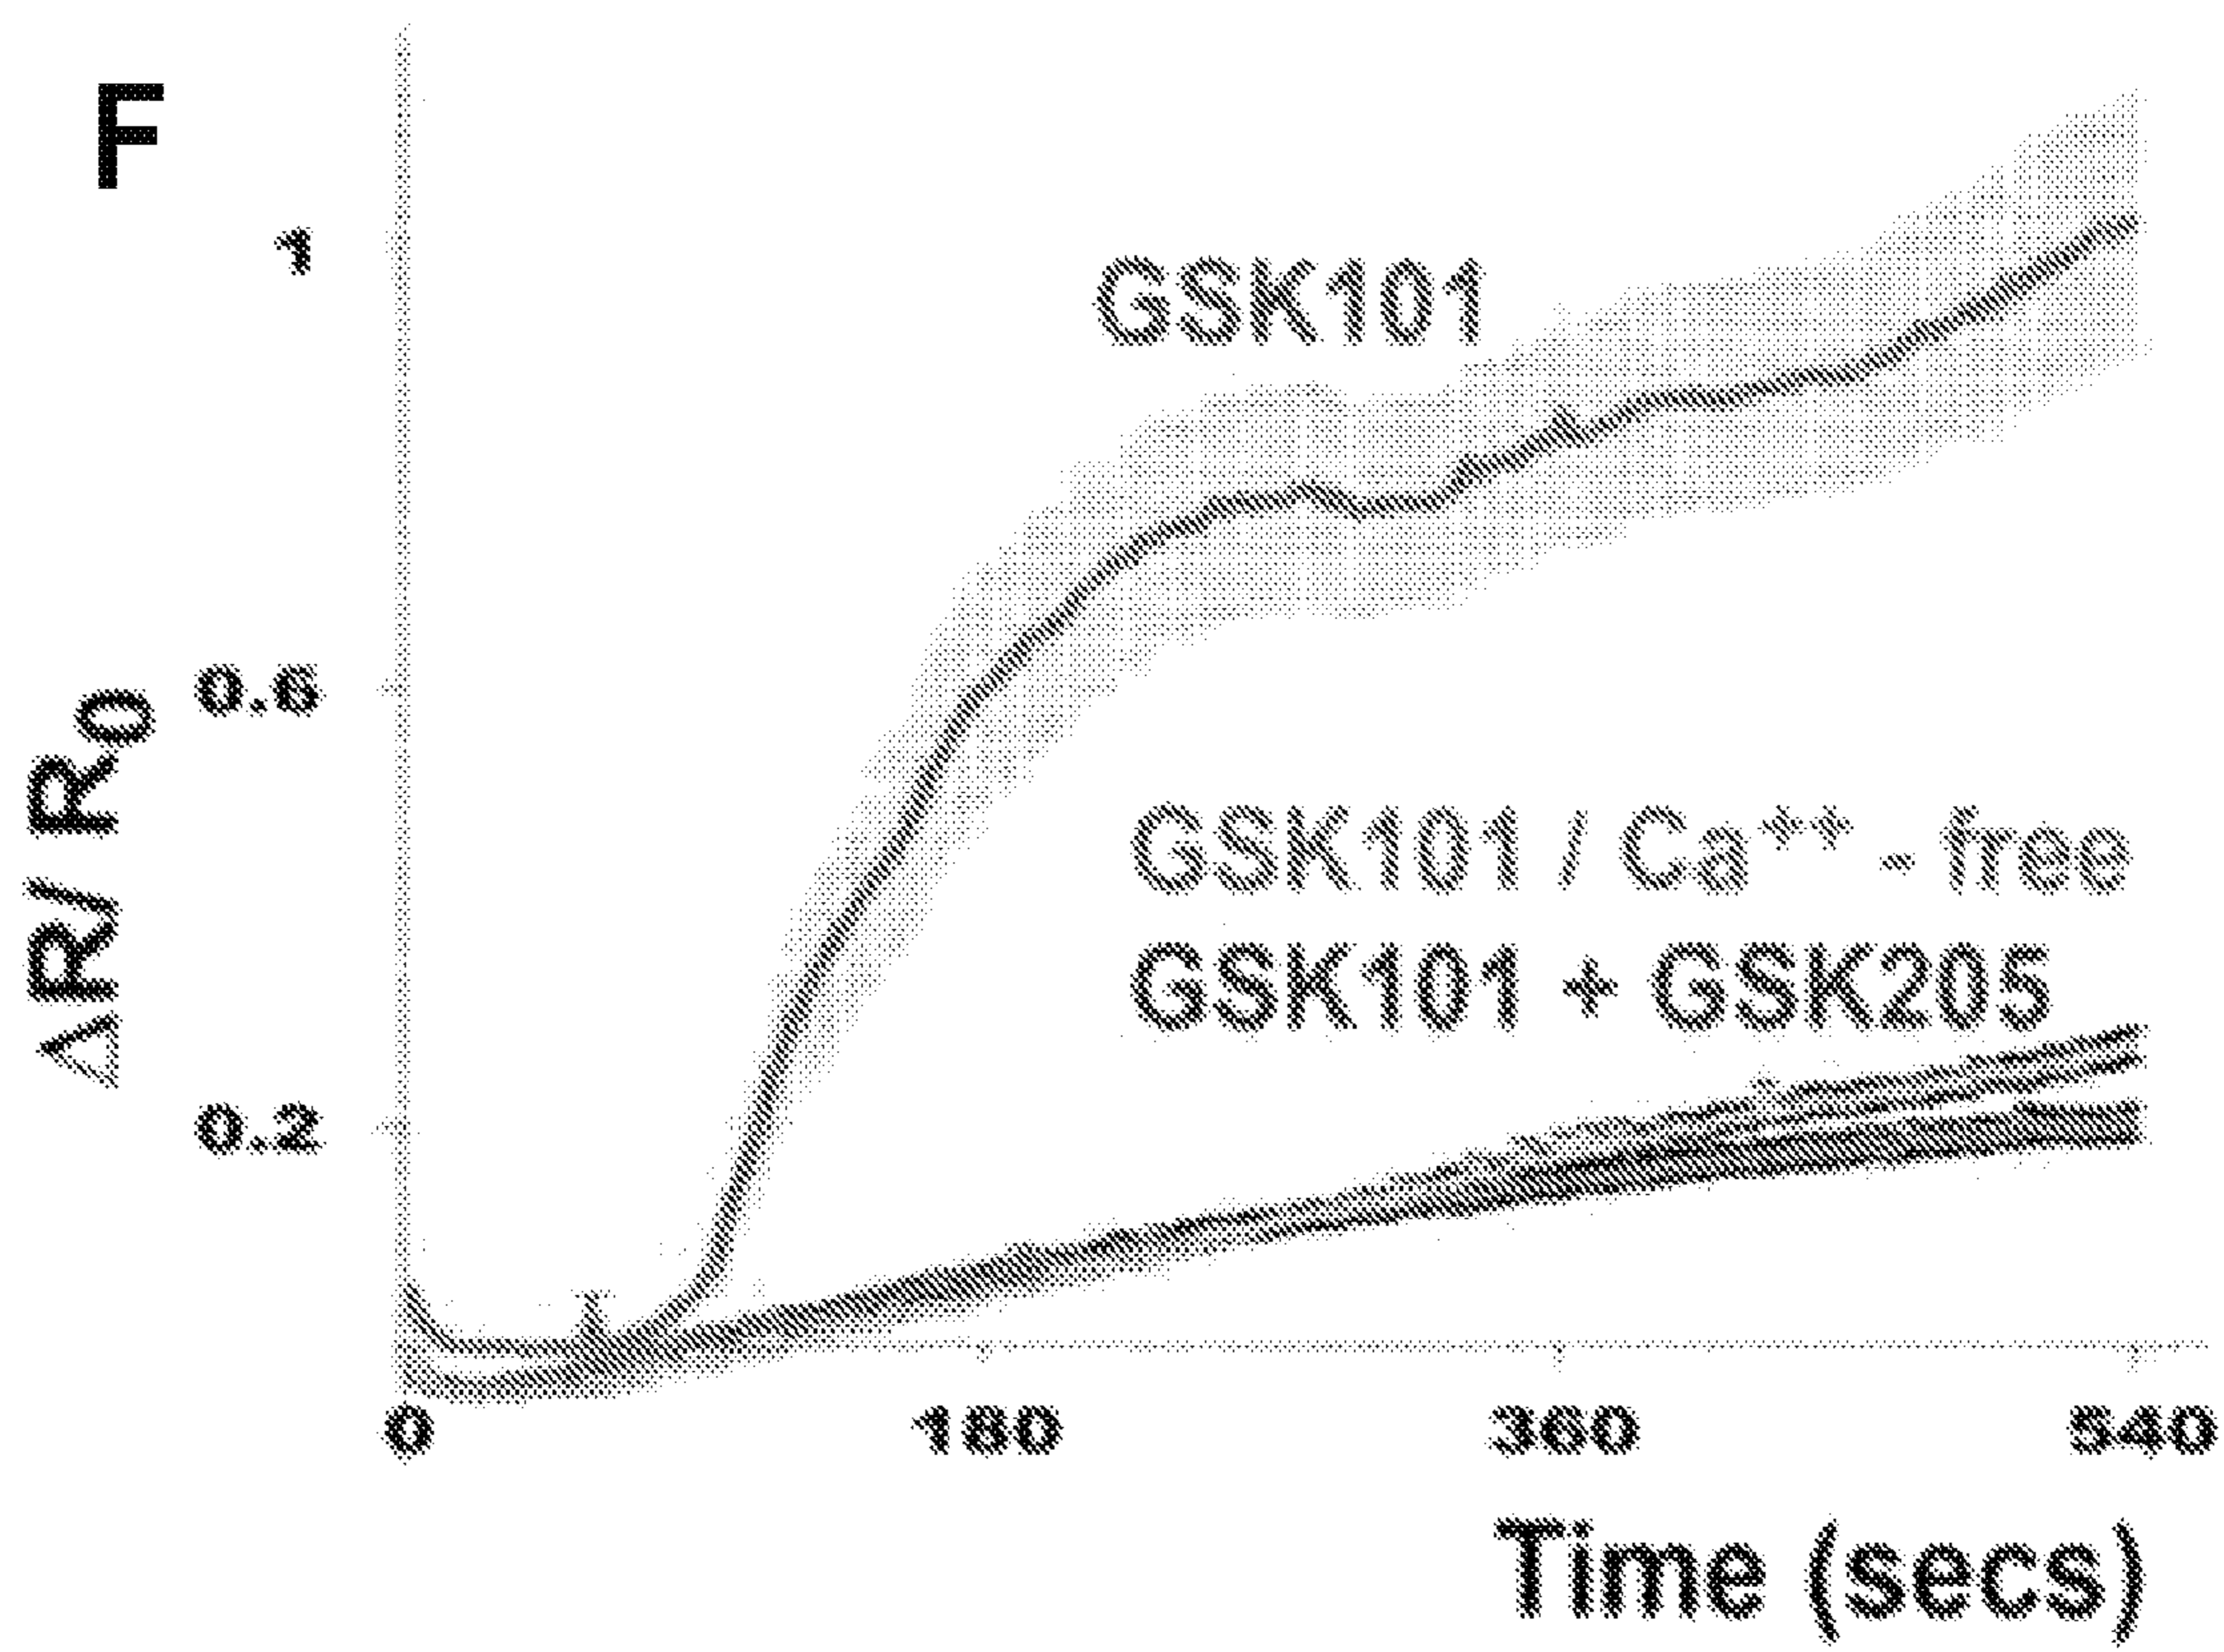 F
1
GSK101
0.6
ΔR/ R0
GSK101 / Ca++ - free
GSK101 + GSK205
0.2
0 180 360 540
Time (secs)